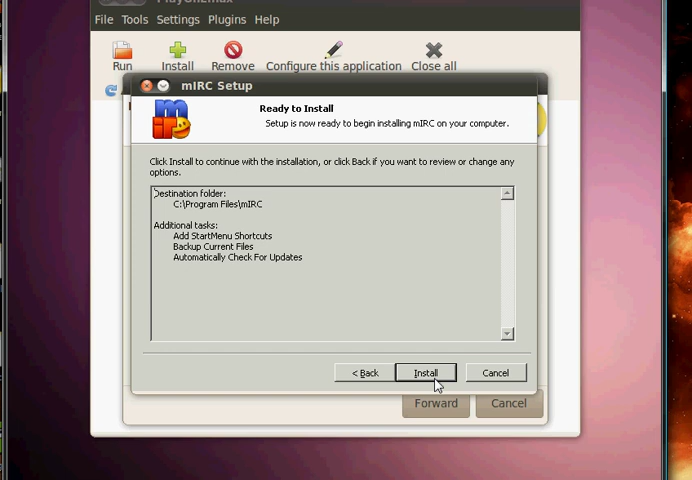 PlayOnLinux
File Tools Settings Plugins Help
Run Install Remove Configure this application Close all
mIRC Setup
Ready to Install
Setup is now ready to begin installing mIRC on your computer.
Click Install to continue with the installation, or click Back if you want to review or change any
options.
Destination folder:
C:\Program Files\mIRC
Additional tasks:
Add StartMenu Shortcuts
Backup Current Files
Automatically Check For Updates
< Back Install Cancel
Forward Cancel